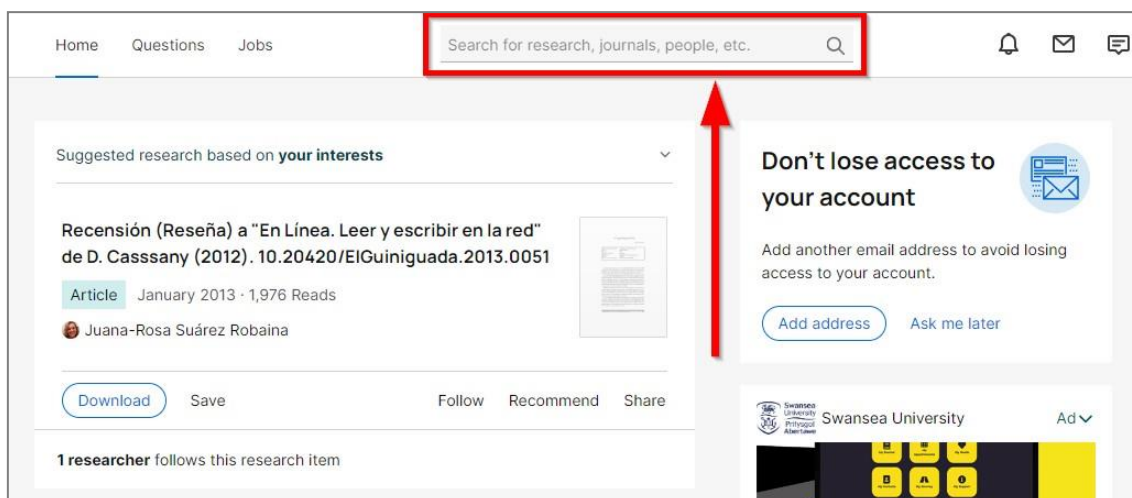 Home Questions Jobs
Search for research, journals, people, etc.
Suggested research based on your interests
Recensión (Reseña) a "En Línea. Leer y escribir en la red"
de D. Casssany (2012). 10.20420/ElGuiniguada.2013.0051
Article January 2013 · 1,976 Reads
Juana-Rosa Suárez Robaina
Download Save Follow Recommend Share
1 researcher follows this research item
Don't lose access to
your account
Add another email address to avoid losing
access to your account.
Add address Ask me later
Swansea
University
Prifysgol
Abertawe
Swansea University Ad